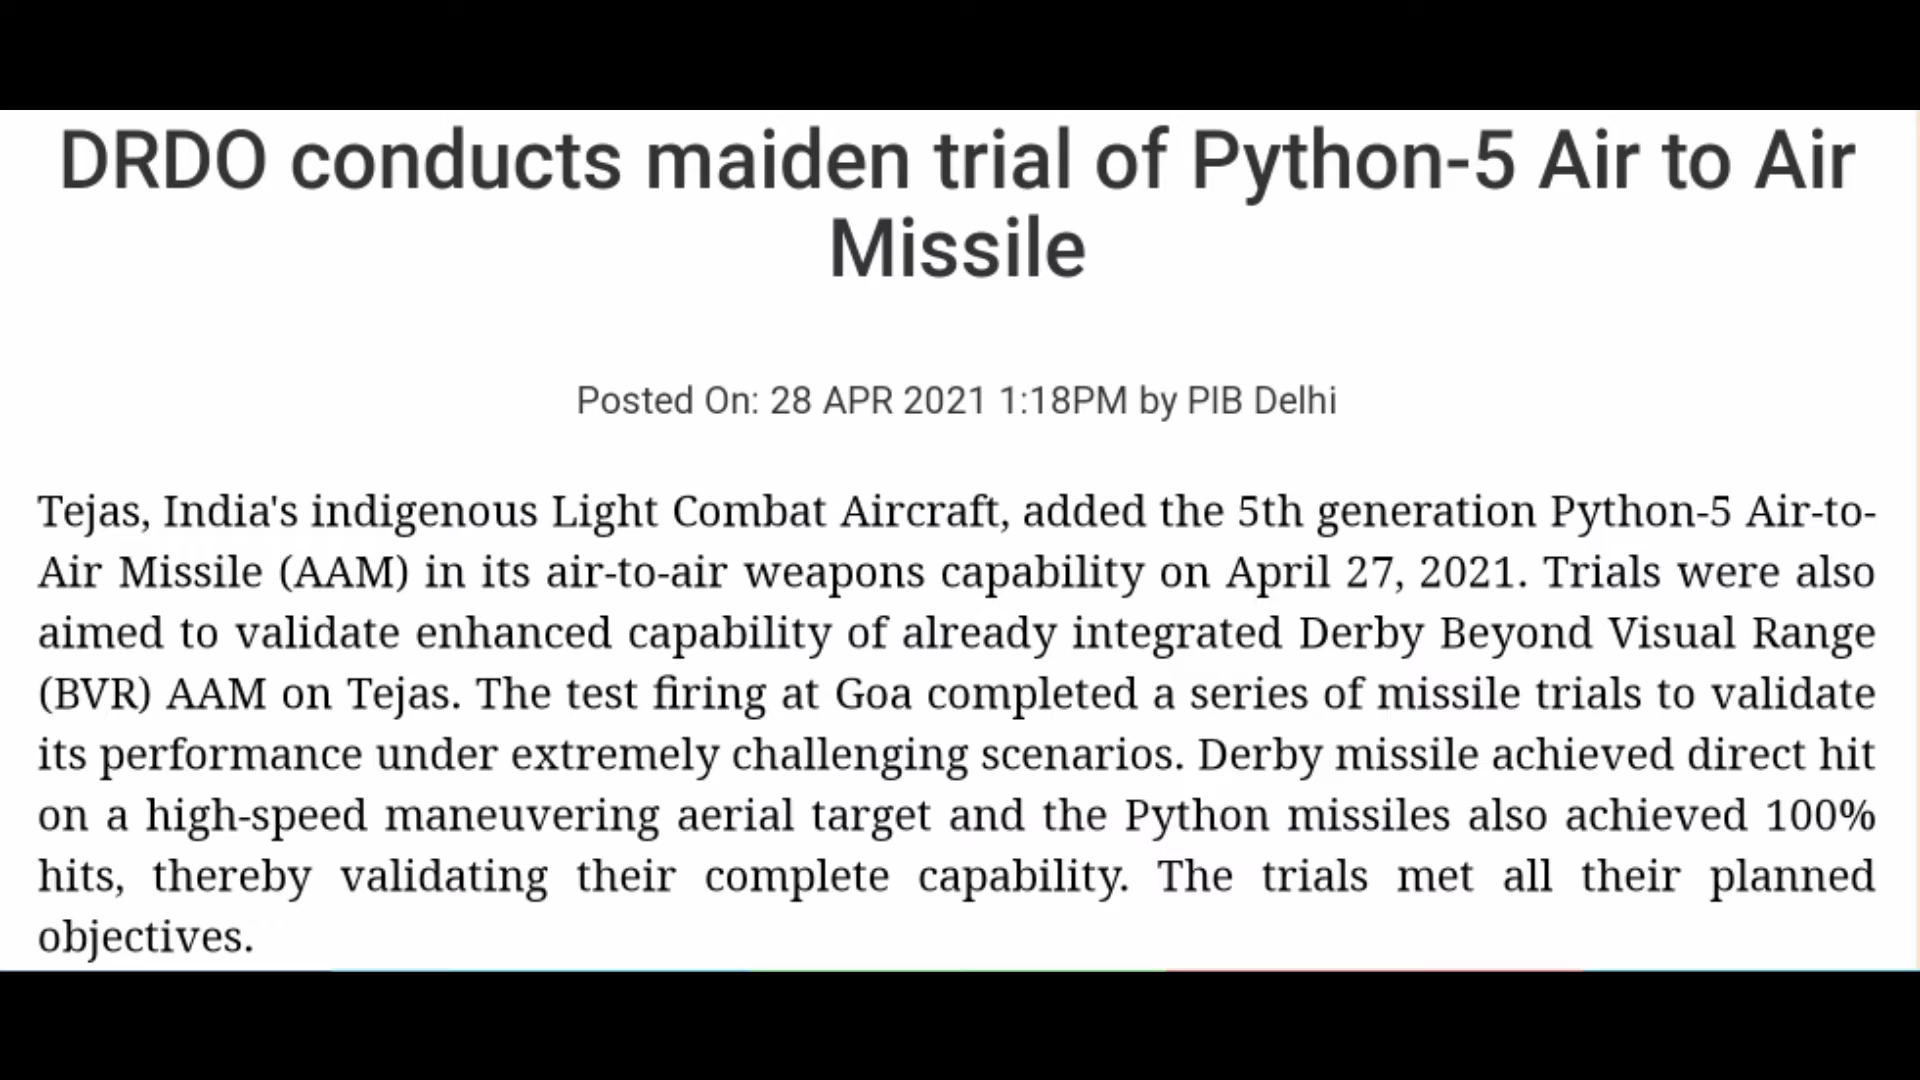 DRDO conducts maiden trial of Python-5 Air to Air
Missile
Posted On: 28 APR 2021 1:18PM by PIB Delhi
Tejas, India's indigenous Light Combat Aircraft, added the 5th generation Python-5 Air-to-
Air Missile (AAM) in its air-to-air weapons capability on April 27, 2021. Trials were also
aimed to validate enhanced capability of already integrated Derby Beyond Visual Range
(BVR) AAM on Tejas. The test firing at Goa completed a series of missile trials to validate
its performance under extremely challenging scenarios. Derby missile achieved direct hit
on a high-speed maneuvering aerial target and the Python missiles also achieved 100%
hits, thereby validating their complete capability. The trials met all their planned
objectives.